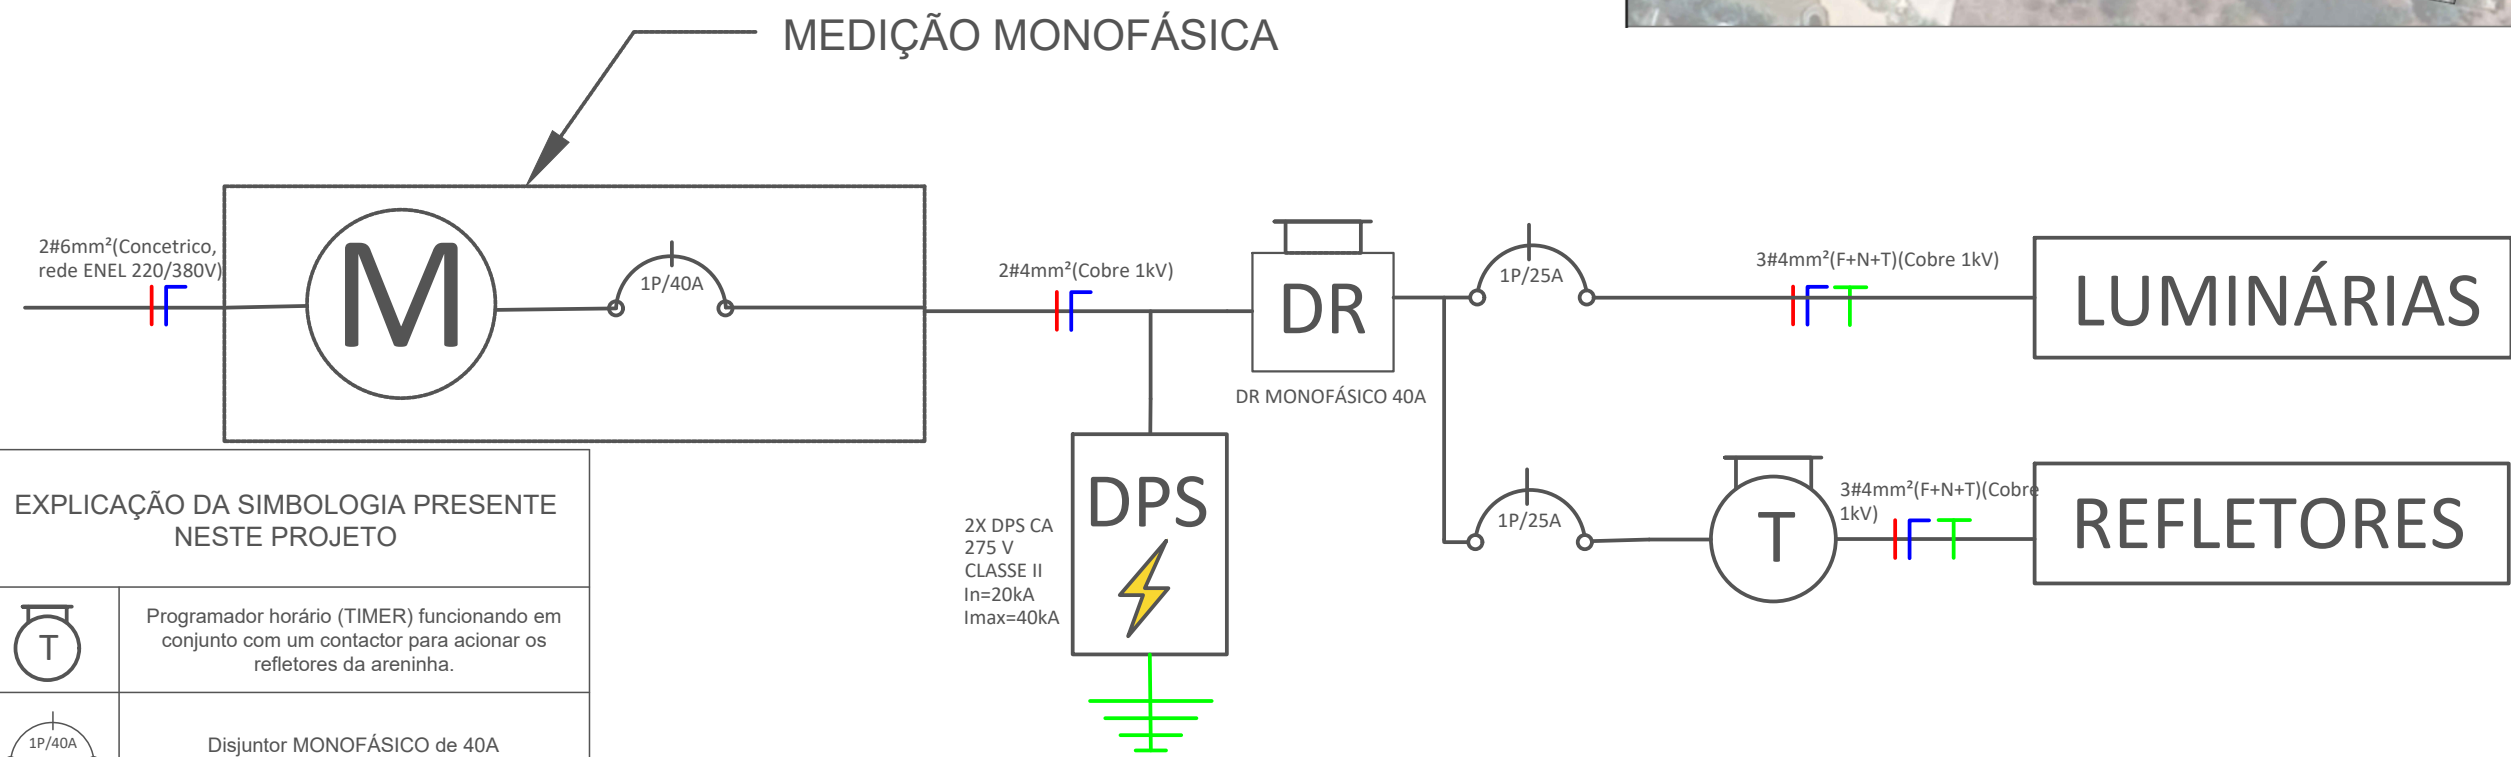 MEDIÇÃO MONOFÁSICA
2#6mm²(Concetrico,
rede ENEL 220/380V)
M
1P/40A
2#4mm²(Cobre 1kV)
DR
DR MONOFÁSICO 40A
1P/25A
3#4mm²(F+N+T)(Cobre 1kV)
LUMINÁRIAS
DPS
2X DPS CA
275 V
CLASSE II
In=20kA
Imax=40kA
1P/25A
T
3#4mm²(F+N+T)(Cobre
1kV)
REFLETORES
EXPLICAÇÃO DA SIMBOLOGIA PRESENTE
NESTE PROJETO
T
Programador horário (TIMER) funcionando em
conjunto com um contactor para acionar os
refletores da areninha.
1P/40A
Disjuntor MONOFÁSICO de 40A